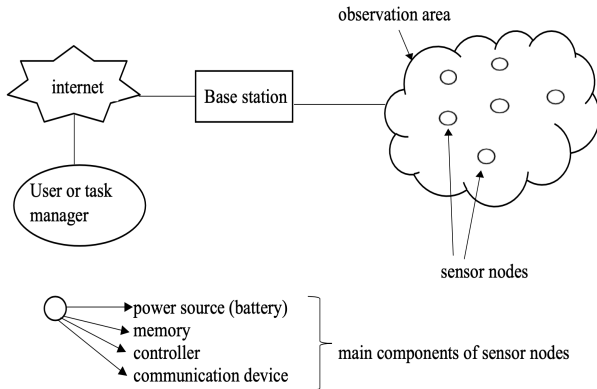 observation area
internet
Base station
User or task
manager
sensor nodes
power source (battery)
memory
controller
communication device
main components of sensor nodes